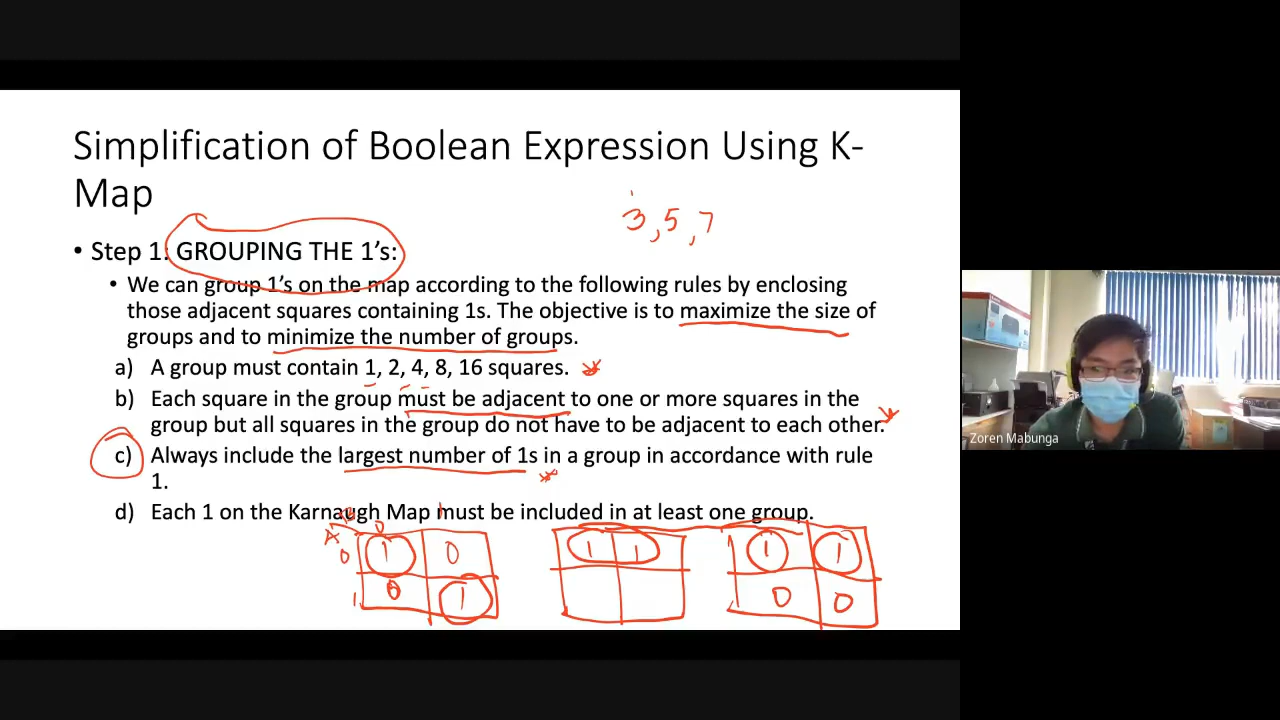 Simplification of Boolean Expression Using K-
Map
3, 5, 7
• Step 1: GROUPING THE 1's:
• We can group 1's on the map according to the following rules by enclosing
those adjacent squares containing 1s. The objective is to maximize the size of
groups and to minimize the number of groups.
a) A group must contain 1, 2, 4, 8, 16 squares.
b) Each square in the group must be adjacent to one or more squares in the
group but all squares in the group do not have to be adjacent to each other.
c) Always include the largest number of 1s in a group in accordance with rule
1.
d) Each 1 on the Karnaugh Map must be included in at least one group.
A B 0 1
0 1 0 1 1 1 1
1 0 1 0 0
Zoren Mabunga